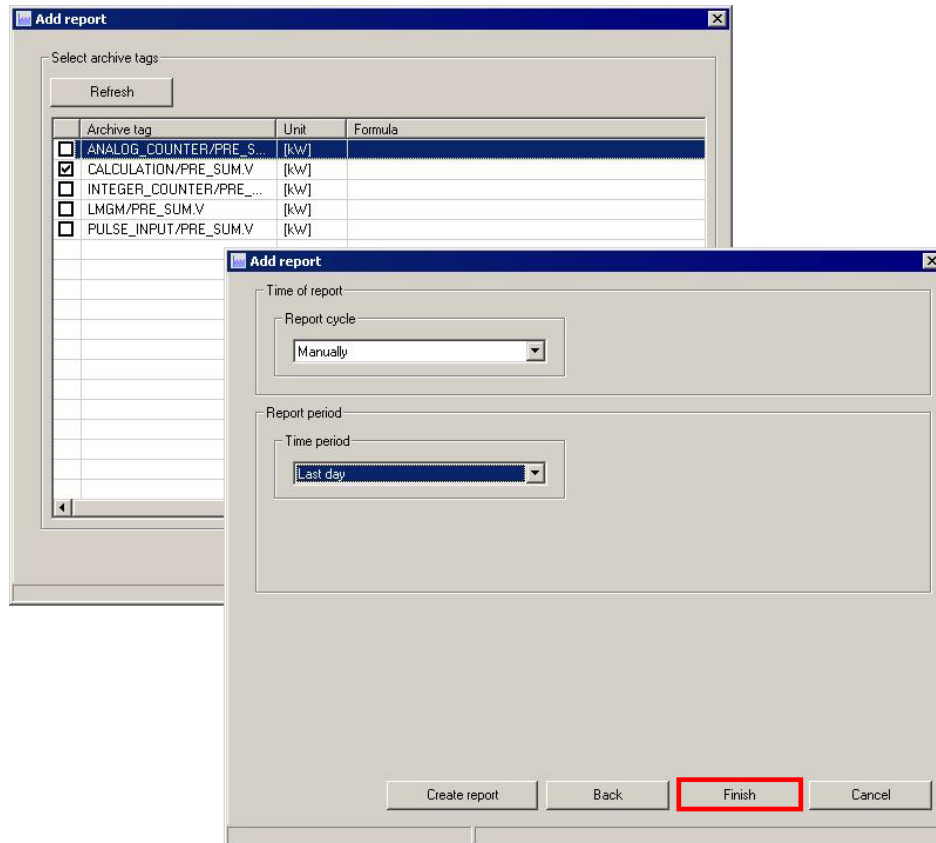 Add report
Select archive tags
Refresh
Archive tag Unit Formula
ANALOG_COUNTER/PRE_S... [kW]
CALCULATION/PRE_SUM.V [kW]
INTEGER_COUNTER/PRE_... [kW]
LMGM/PRE_SUM.V [kW]
PULSE_INPUT/PRE_SUM.V [kW]
Add report
Time of report
Report cycle
Manually
Report period
Time period
Last day
Create report Back Finish Cancel